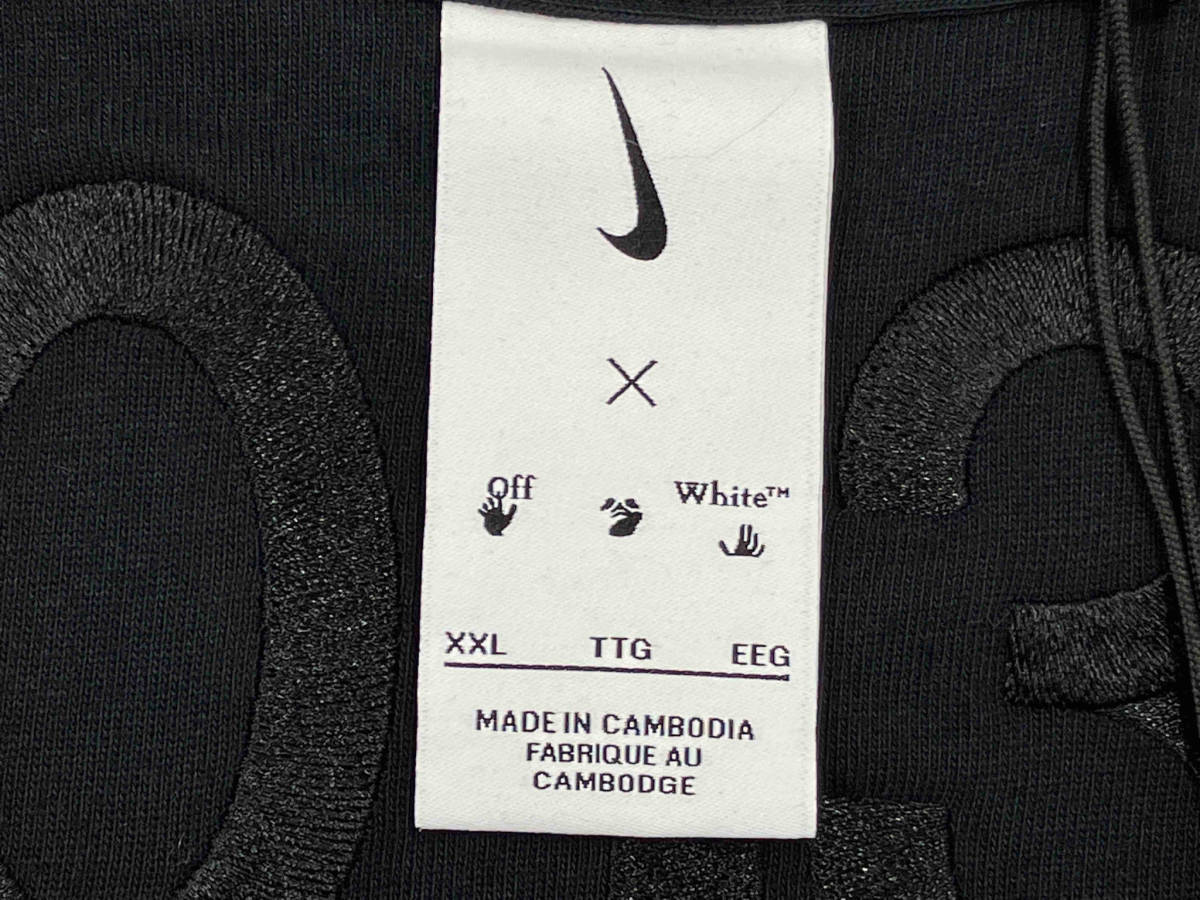 ×
Off White™
XXL TTG EEG
MADE IN CAMBODIA
FABRIQUE AU
CAMBODGE